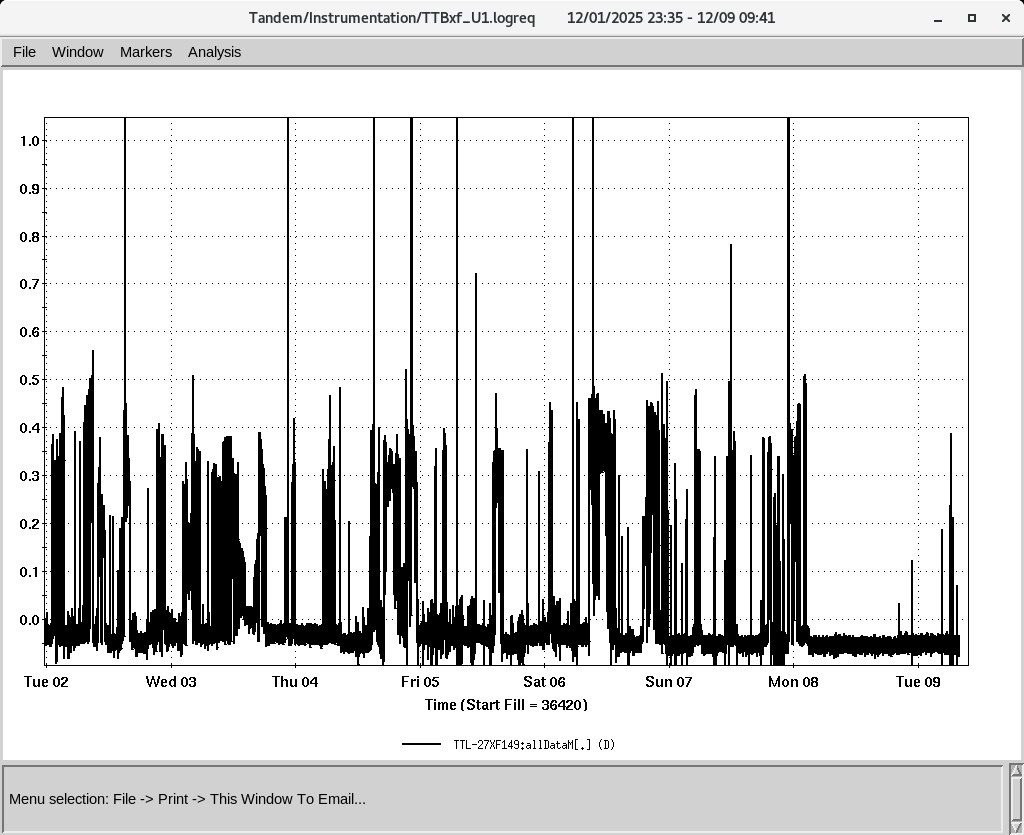 Tandem/Instrumentation/TTBxf_U1.logreq 12/01/2025 23:35 - 12/09 09:41
File Window Markers Analysis
1.0
0.9
0.8
0.7
0.6
0.5
0.4
0.3
0.2
0.1
0.0
Tue 02 Wed 03 Thu 04 Fri 05 Sat 06 Sun 07 Mon 08 Tue 09
Time (Start Fill = 36420)
TTL-27XF149:allDataM[.] (D)
Menu selection: File -> Print -> This Window To Email...